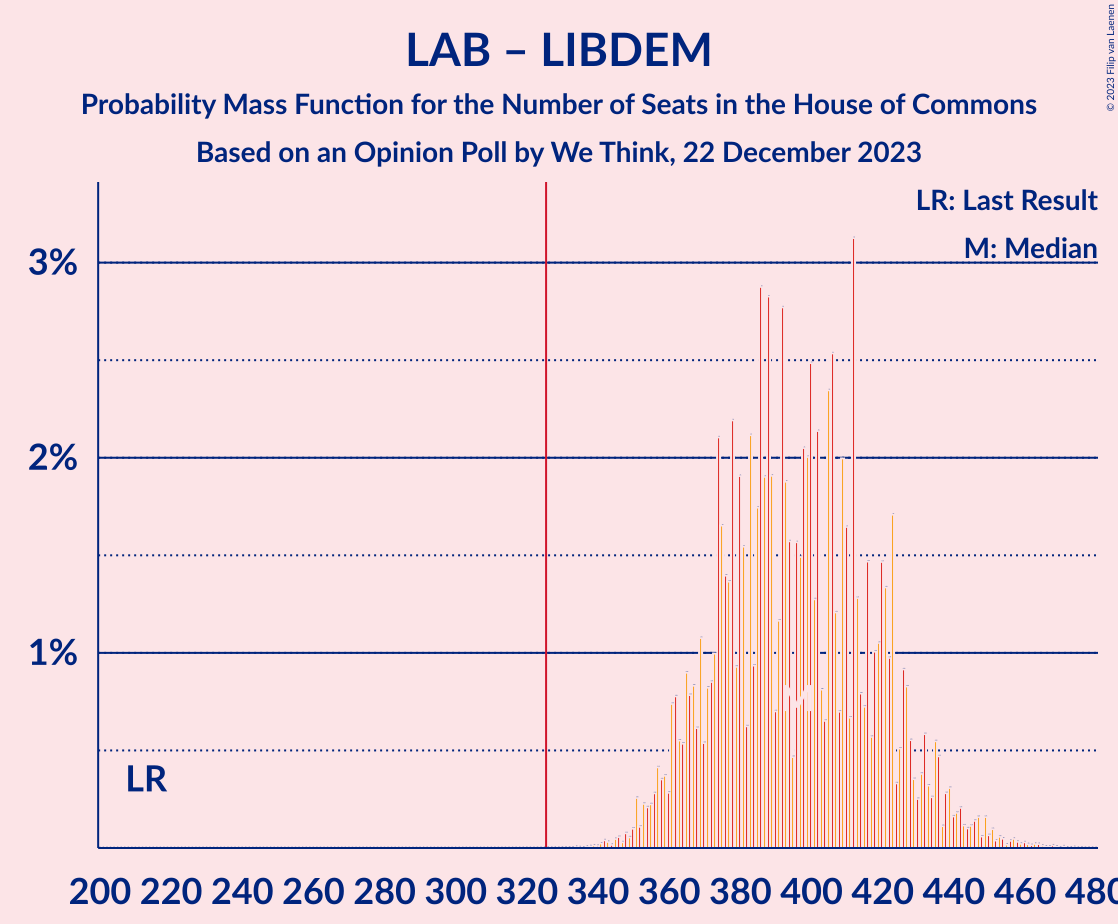 LAB – LIBDEM
Probability Mass Function for the Number of Seats in the House of Commons
Based on an Opinion Poll by We Think, 22 December 2023
© 2023 Filip van Laenen
LR: Last Result
M: Median
3%
2%
1%
LR
M
200 220 240 260 280 300 320 340 360 380 400 420 440 460 480